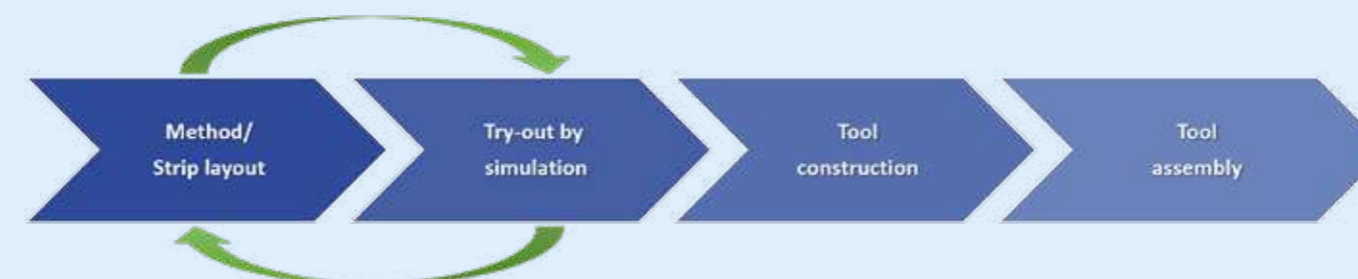 Method/
Strip layout
Try-out by
simulation
Tool
construction
Tool
assembly